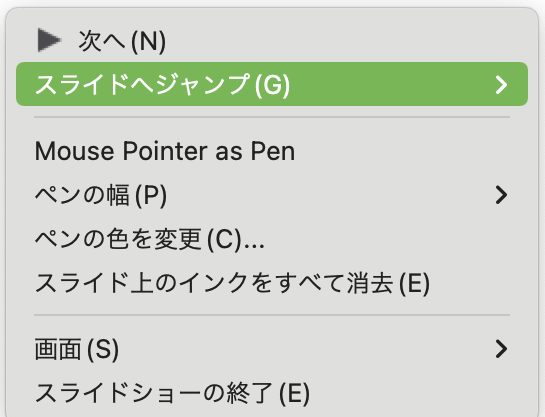 次へ(N)
スライドへジャンプ(G)
Mouse Pointer as Pen
ペンの幅(P)
ペンの色を変更(C)...
スライド上のインクをすべて消去(E)
画面(S)
スライドショーの終了(E)